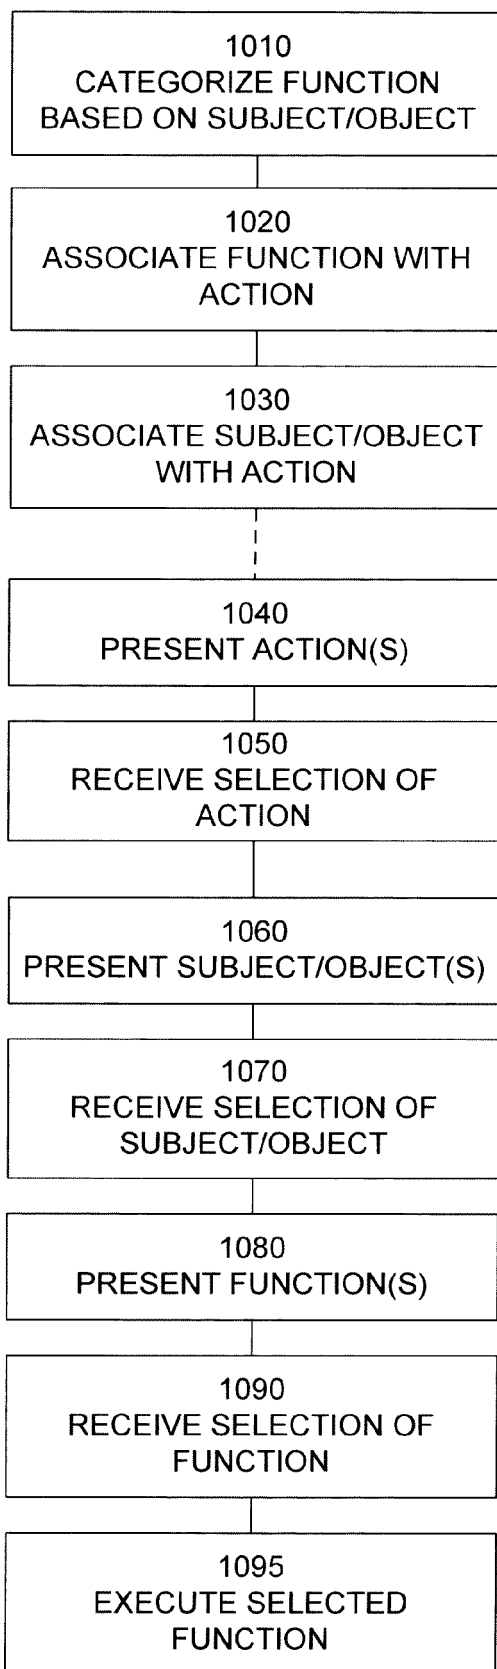 1010
CATEGORIZE FUNCTION
BASED ON SUBJECT/OBJECT
1020
ASSOCIATE FUNCTION WITH
ACTION
1030
ASSOCIATE SUBJECT/OBJECT
WITH ACTION
1040
PRESENT ACTION(S)
1050
RECEIVE SELECTION OF
ACTION
1060
PRESENT SUBJECT/OBJECT(S)
1070
RECEIVE SELECTION OF
SUBJECT/OBJECT
1080
PRESENT FUNCTION(S)
1090
RECEIVE SELECTION OF
FUNCTION
1095
EXECUTE SELECTED
FUNCTION